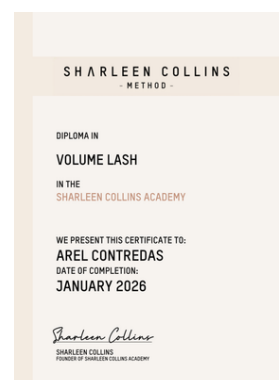 SHARLEEN COLLINS
- METHOD -
DIPLOMA IN
VOLUME LASH
IN THE
SHARLEEN COLLINS ACADEMY
WE PRESENT THIS CERTIFICATE TO:
AREL CONTREDAS
DATE OF COMPLETION:
JANUARY 2026
Sharleen Collins
SHARLEEN COLLINS
FOUNDER OF SHARLEEN COLLINS ACADEMY